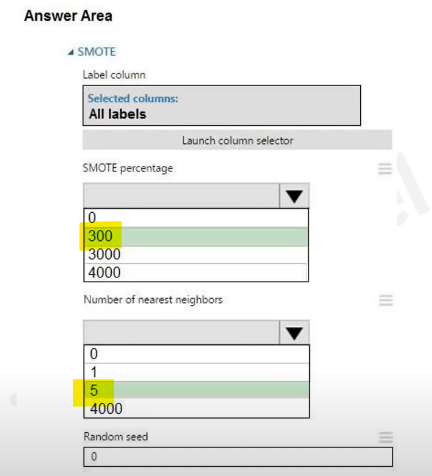 Answer Area
SMOTE
Label column
Selected columns:
All labels
Launch column selector
SMOTE percentage
0
300
3000
4000
Number of nearest neighbors
0
1
5
4000
Random seed
0